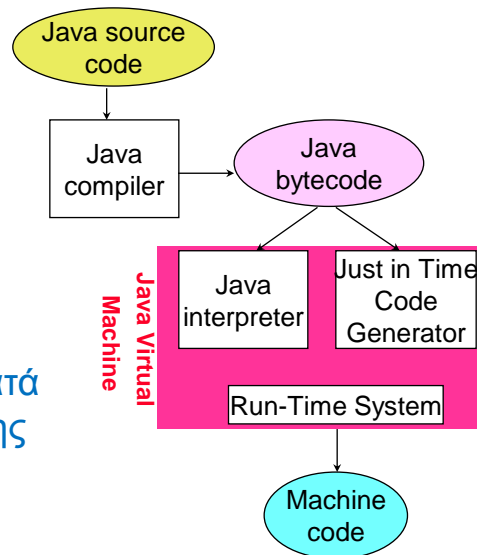 Java source
code
Java
compiler
Java
bytecode
Java Virtual
Machine
Java
interpreter
Just in Time
Code
Generator
Run-Time System
Machine
code